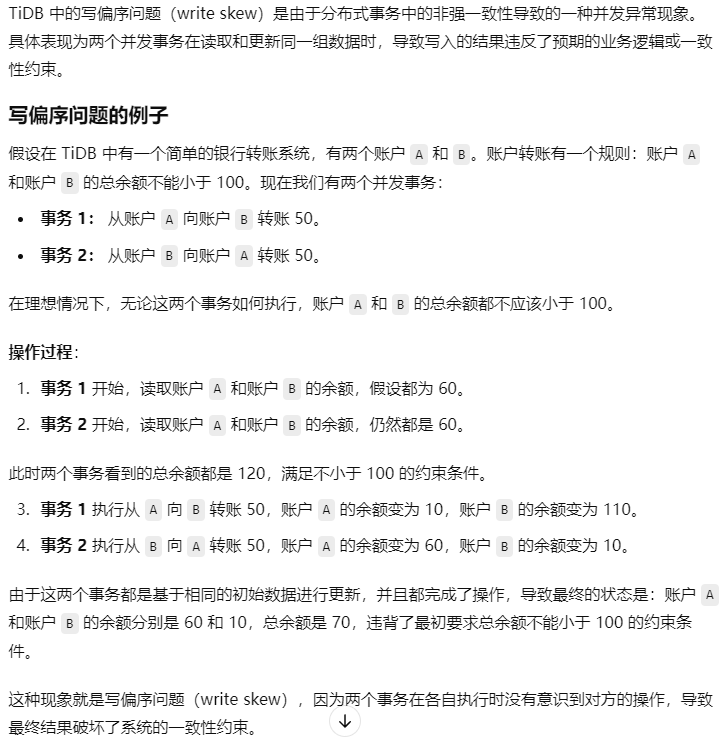 TiDB 中的写偏序问题（write skew）是由于分布式事务中的非强一致性导致的一种并发异常现象。
具体表现为两个并发事务在读取和更新同一组数据时，导致写入的结果违反了预期的业务逻辑或一致
性约束。
写偏序问题的例子
假设在 TiDB 中有一个简单的银行转账系统，有两个账户 A 和 B。账户转账有一个规则：账户 A
和账户 B 的总余额不能小于 100。现在我们有两个并发事务：
• 事务 1： 从账户 A 向账户 B 转账 50。
• 事务 2： 从账户 B 向账户 A 转账 50。
在理想情况下，无论这两个事务如何执行，账户 A 和 B 的总余额都不应该小于 100。
操作过程：
1. 事务 1 开始，读取账户 A 和账户 B 的余额，假设都为 60。
2. 事务 2 开始，读取账户 A 和账户 B 的余额，仍然都是 60。
此时两个事务看到的总余额都是 120，满足不小于 100 的约束条件。
3. 事务 1 执行从 A 向 B 转账 50，账户 A 的余额变为 10，账户 B 的余额变为 110。
4. 事务 2 执行从 B 向 A 转账 50，账户 A 的余额变为 60，账户 B 的余额变为 10。
由于这两个事务都是基于相同的初始数据进行更新，并且都完成了操作，导致最终的状态是：账户 A
和账户 B 的余额分别是 60 和 10，总余额是 70，违背了最初要求总余额不能小于 100 的约束条
件。
这种现象就是写偏序问题（write skew），因为两个事务在各自执行时没有意识到对方的操作，导致
最终结果破坏了系统的一致性约束。